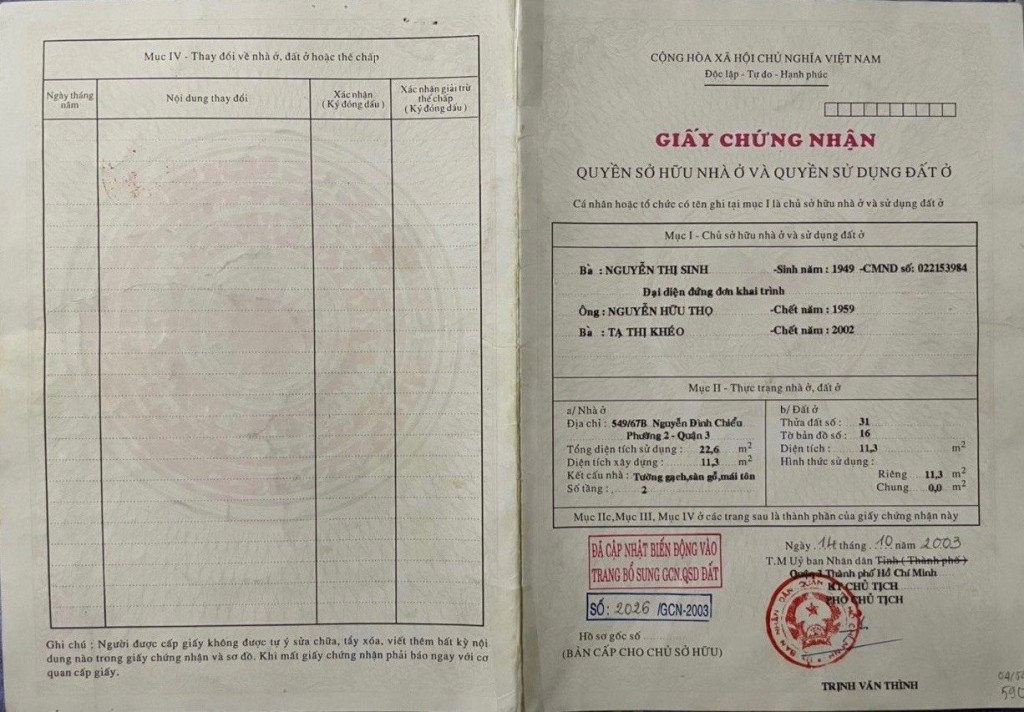 Mục IV - Thay đổi về nhà ở, đất ở hoặc thế chấp
Ngày tháng năm
Nội dung thay đổi
Xác nhận
( Ký đóng dấu )
Xác nhận giải trừ
thế chấp
( Ký đóng dấu )
Ghi chú : Người được cấp giấy không được tự ý sửa chữa, tẩy xóa, viết thêm bất kỳ nội
dung nào trong giấy chứng nhận và sơ đồ. Khi mất giấy chứng nhận phải báo ngay với cơ
quan cấp giấy.
CỘNG HÒA XÃ HỘI CHỦ NGHĨA VIỆT NAM
Độc lập - Tự do - Hạnh phúc
GIẤY CHỨNG NHẬN
QUYỀN SỞ HỮU NHÀ Ở VÀ QUYỀN SỬ DỤNG ĐẤT Ở
Cá nhân hoặc tổ chức có tên ghi tại mục I là chủ sở hữu nhà ở và sử dụng đất ở
Mục I - Chủ sở hữu nhà ở và sử dụng đất ở
Bà : NGUYỄN THỊ SINH -Sinh năm : 1949 -CMND số: 022153984
Đại diện đứng đơn khai trình
Ông : NGUYỄN HỮU THỌ -Chết năm : 1959
Bà : TẠ THỊ KHÉO -Chết năm : 2002
Mục II - Thực trạng nhà ở, đất ở
a/ Nhà ở
Địa chỉ : 549/67B Nguyễn Đình Chiểu
Phường 2 - Quận 3
Tổng diện tích sử dụng : 22,6 m2
Diện tích xây dựng : 11,3 m2
Kết cấu nhà : Tường gạch,sàn gỗ,mái tôn
Số tầng : 2
b/ Đất ở
Thửa đất số : 31
Tờ bản đồ số : 16
Diện tích : 11,3 m2
Hình thức sử dụng :
Riêng 11,3 m2
Chung 0,0 m2
Mục IIc,Mục III, Mục IV ở các trang sau là thành phần của giấy chứng nhận này
ĐÃ CẬP NHẬT BIẾN ĐỘNG VÀO
TRANG BỔ SUNG GCN.QSD ĐẤT
SỐ: 2026 /GCN-2003
Hồ sơ gốc số
(BẢN CẤP CHO CHỦ SỞ HỮU)
Ngày 14 tháng 10 năm 2003
T.M Uỷ ban Nhân dân Tỉnh ( Thành phố )
Quận 3 Thành phố Hồ Chí Minh
KT CHỦ TỊCH
PHÓ CHỦ TỊCH
TRỊNH VĂN THÌNH